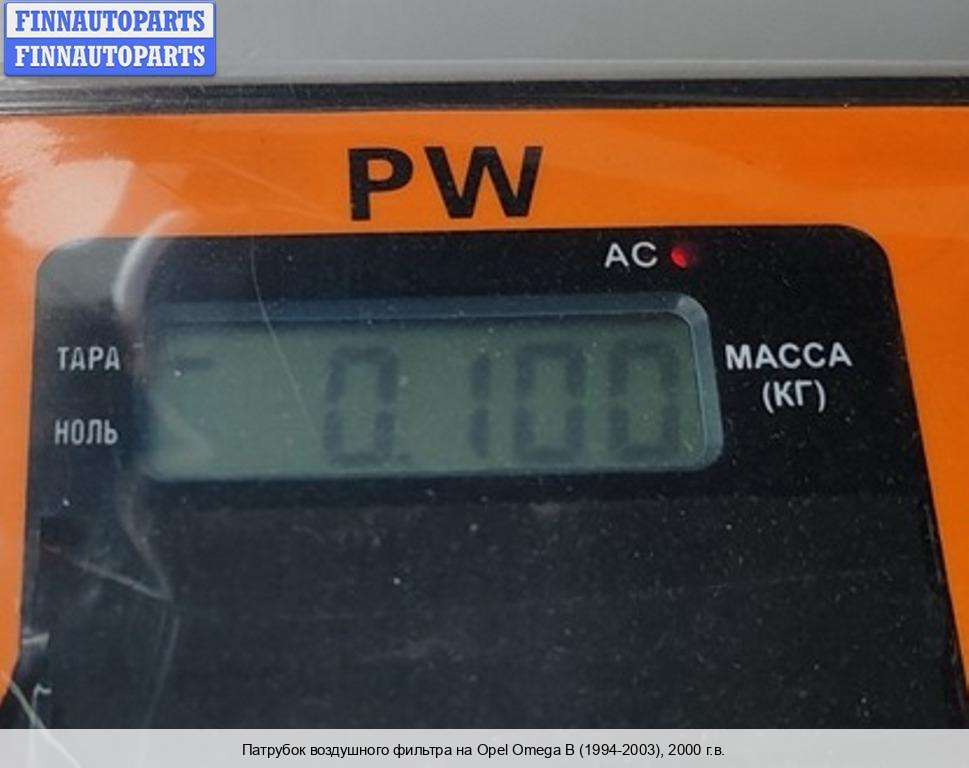 FINNAUTOPARTS
FINNAUTOPARTS
PW
AC
ТАРА
0.100
МАССА
(КГ)
НОЛЬ
Патрубок воздушного фильтра на Opel Omega B (1994-2003), 2000 г.в.